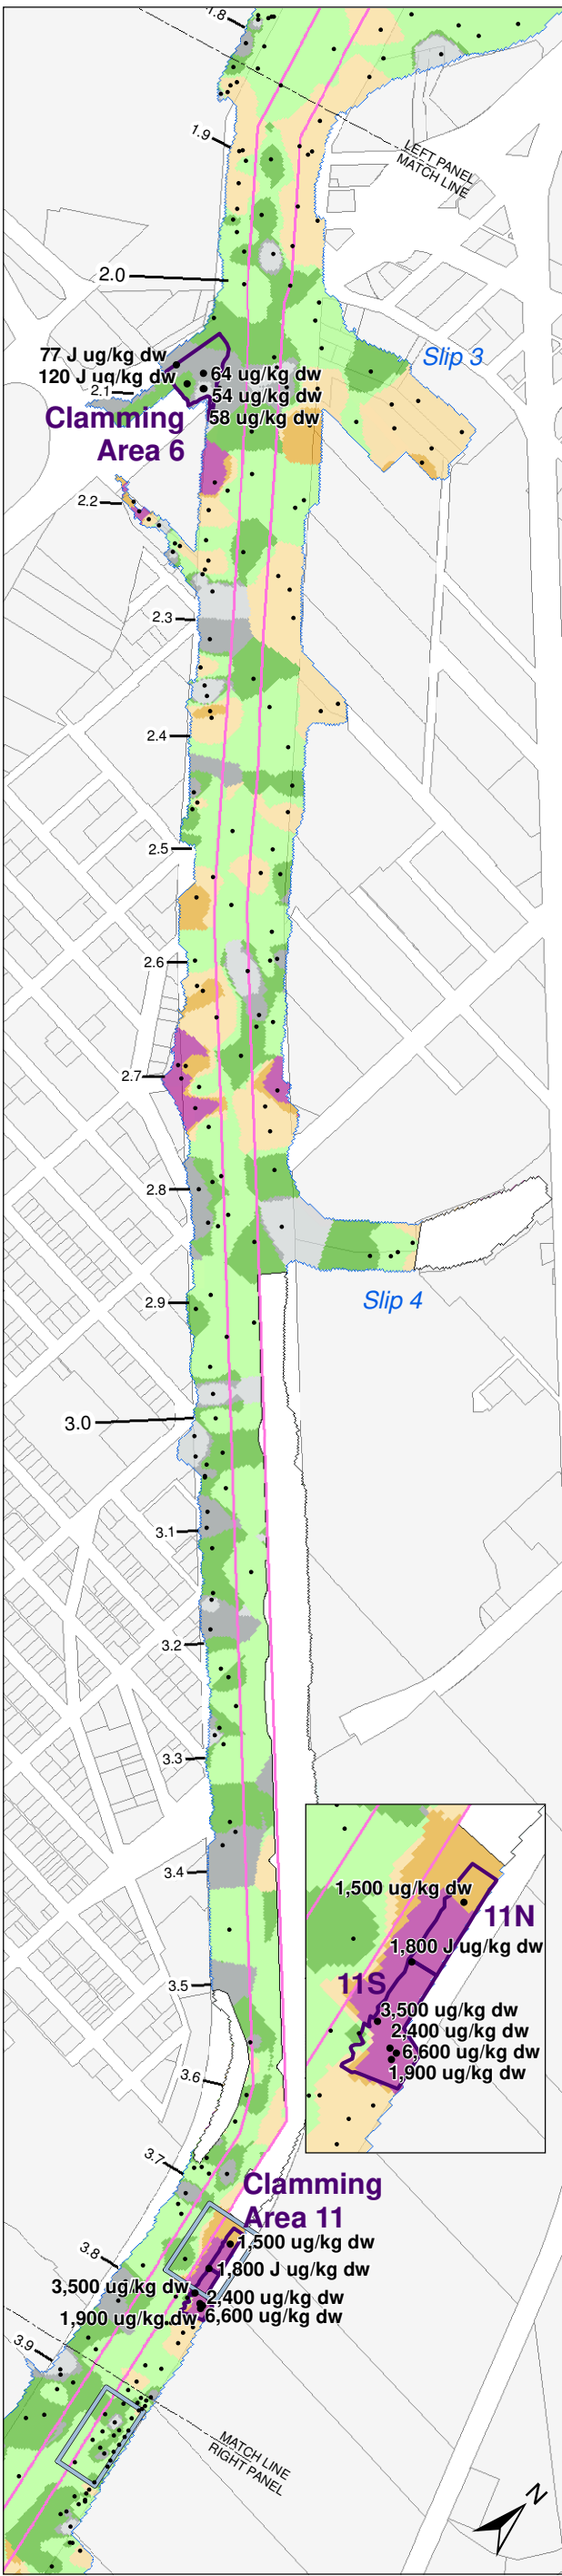 1.8
LEFT PANEL
MATCH LINE
1.9
2.0
Slip 3
77 J ug/kg dw
120 J ug/kg dw
64 ug/kg dw
54 ug/kg dw
58 ug/kg dw
2.1
Clamming
Area 6
2.2
2.3
2.4
2.5
2.6
2.7
2.8
Slip 4
2.9
3.0
3.1
3.2
3.3
3.4
3.5
3.6
1,500 ug/kg dw
11N
1,800 J ug/kg dw
11S
3,500 ug/kg dw
2,400 ug/kg dw
6,600 ug/kg dw
1,900 ug/kg dw
3.7
Clamming
Area 11
1,500 ug/kg dw
3.8
1,800 J ug/kg dw
3,500 ug/kg dw
2,400 ug/kg dw
1,900 ug/kg dw
6,600 ug/kg dw
3.9
MATCH LINE
RIGHT PANEL
N